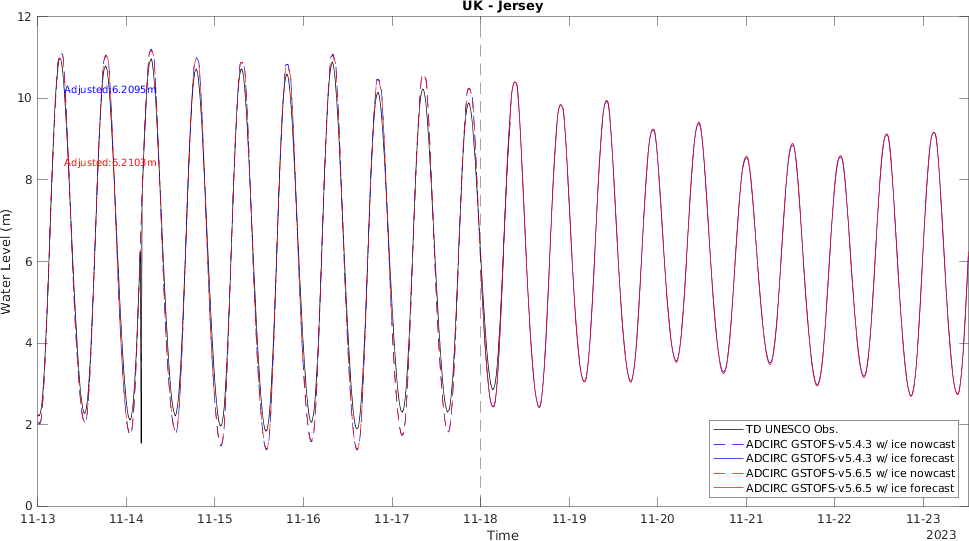 UK - Jersey
12
10
8
6
4
2
0
Water Level (m)
Adjusted:6.2095m
Adjusted:6.2103m
TD UNESCO Obs.
ADCIRC GSTOFS-v5.4.3 w/ ice nowcast
ADCIRC GSTOFS-v5.4.3 w/ ice forecast
ADCIRC GSTOFS-v5.6.5 w/ ice nowcast
ADCIRC GSTOFS-v5.6.5 w/ ice forecast
11-13 11-14 11-15 11-16 11-17 11-18 11-19 11-20 11-21 11-22 11-23
Time
2023